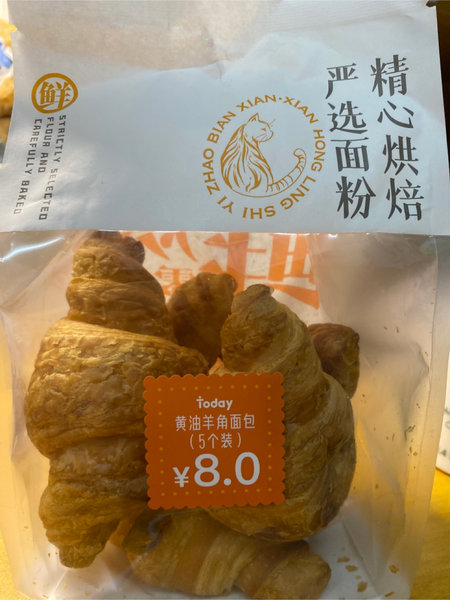 精心烘焙
严选面粉
鲜
STRICTLY SELECTED
FLOUR AND
CAREFULLY BAKED
YI ZHAO BIAN XIAN·XIAN HONG LING SHI
today
黄油羊角面包
(5个装)
¥8.0